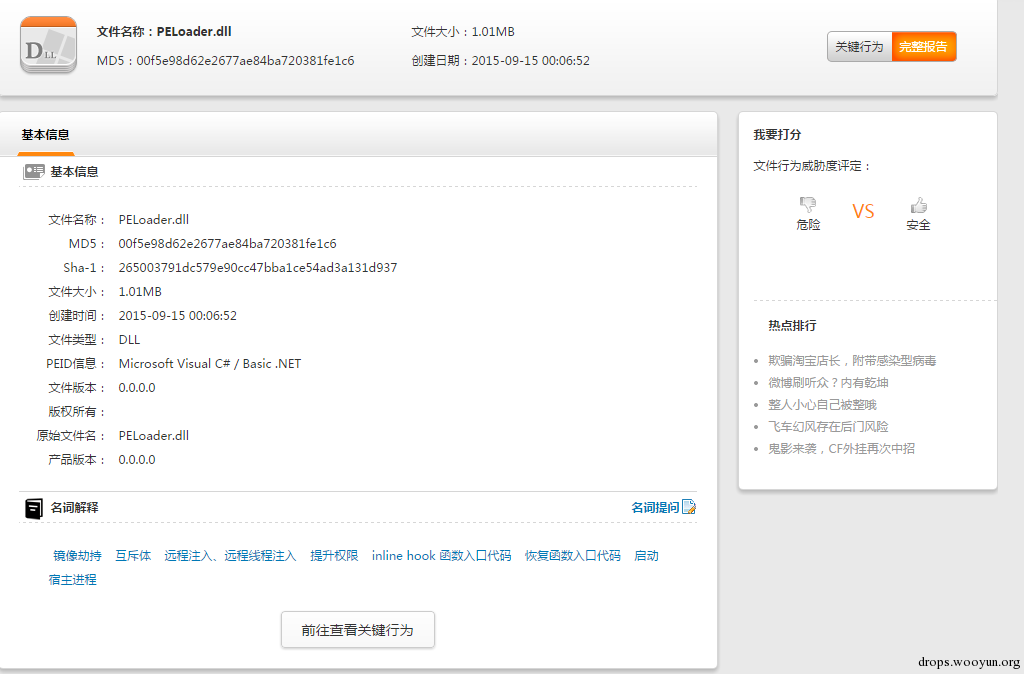 文件名称：PELoader.dll
文件大小：1.01MB
MD5：00f5e98d62e2677ae84ba720381fe1c6
创建日期：2015-09-15 00:06:52
关键行为
完整报告
DLL
基本信息
基本信息
文件名称： PELoader.dll
MD5： 00f5e98d62e2677ae84ba720381fe1c6
Sha-1： 265003791dc579e90cc47bba1ce54ad3a131d937
文件大小： 1.01MB
创建时间： 2015-09-15 00:06:52
文件类型： DLL
PEID信息： Microsoft Visual C# / Basic .NET
文件版本： 0.0.0.0
版权所有：
原始文件名： PELoader.dll
产品版本： 0.0.0.0
名词解释
名词提问
镜像劫持 互斥体 远程注入、远程线程注入 提升权限 inline hook 函数入口代码 恢复函数入口代码 启动
宿主进程
前往查看关键行为
我要打分
文件行为威胁度评定：
危险
VS
安全
热点排行
欺骗淘宝店长，附带感染型病毒
微博刷听众？内有乾坤
整人小心自己被整哦
飞车幻风存在后门风险
鬼影来袭，CF外挂再次中招
drops.wooyun.org